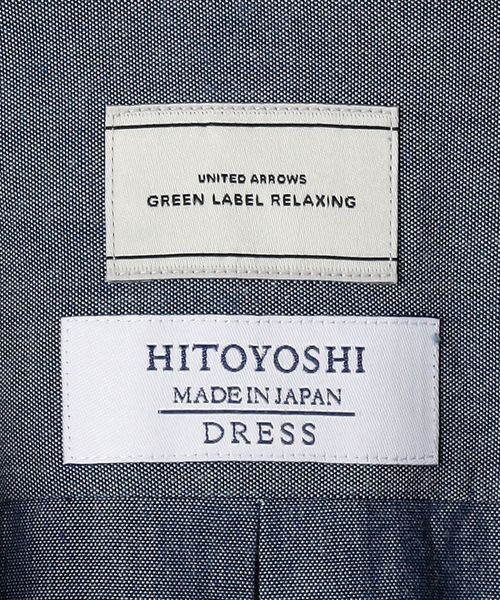 UNITED ARROWS
GREEN LABEL RELAXING
HITOYOSHI
MADE IN JAPAN
DRESS